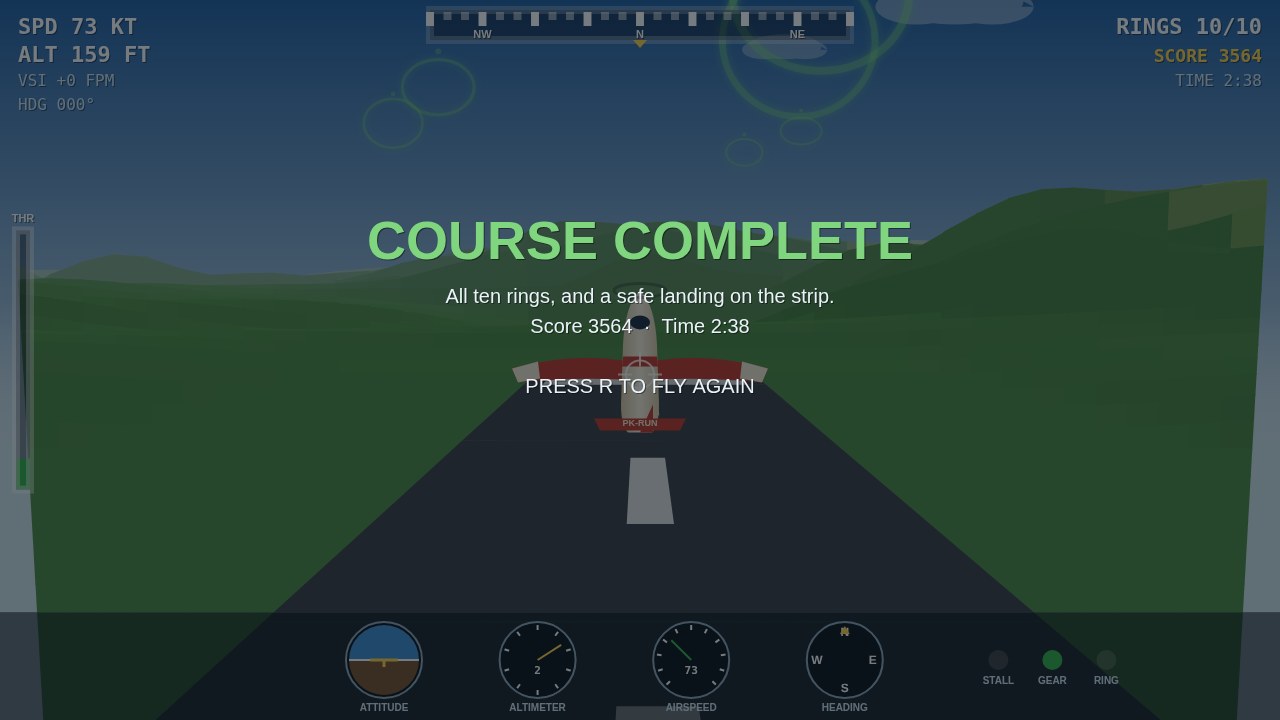 SPD 73 KT
ALT 159 FT
VSI +0 FPM
HDG 000°
NW N NE
RINGS 10/10
SCORE 3564
TIME 2:38
THR
COURSE COMPLETE
All ten rings, and a safe landing on the strip.
Score 3564 · Time 2:38
PRESS R TO FLY AGAIN
PK-RUN
2
73
N
W E
S
STALL GEAR RING
ATTITUDE ALTIMETER AIRSPEED HEADING